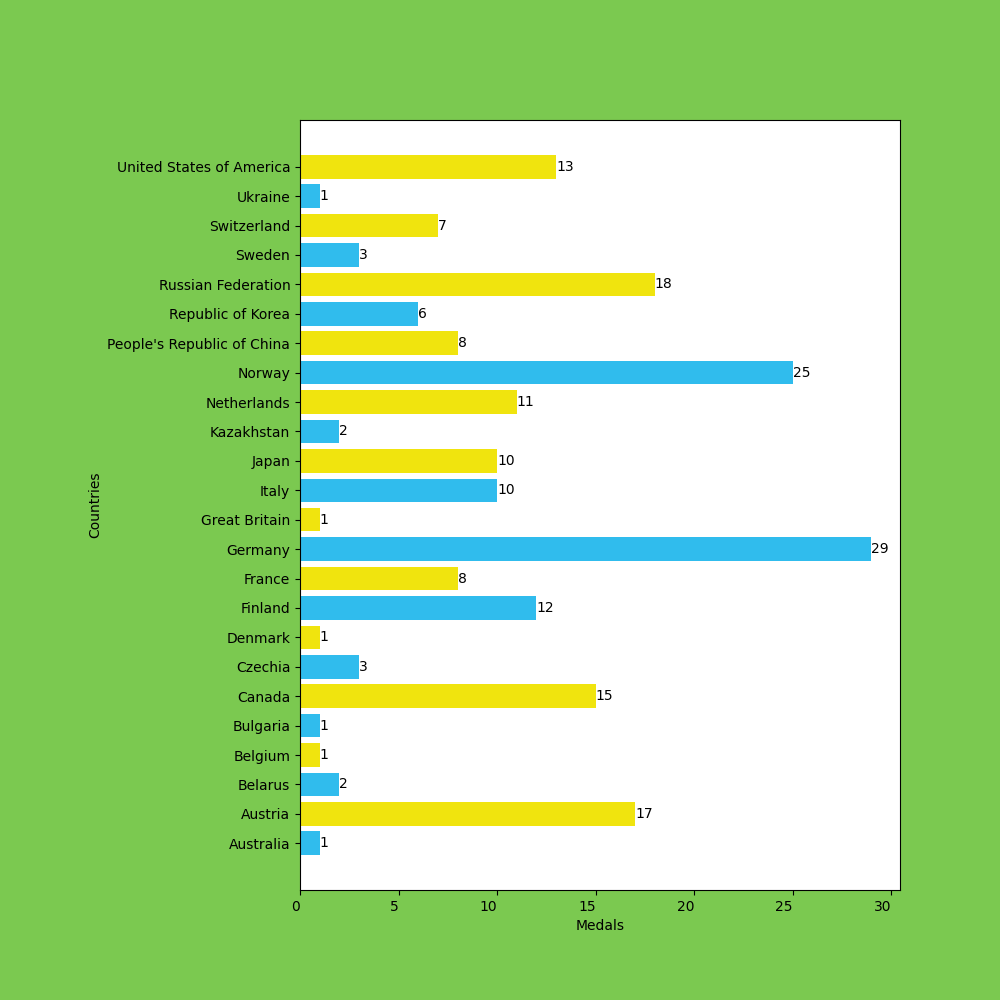 United States of America 13
Ukraine 1
Switzerland 7
Sweden 3
Russian Federation 18
Republic of Korea 6
People's Republic of China 8
Norway 25
Netherlands 11
Kazakhstan 2
Japan 10
Italy 10
Great Britain 1
Germany 29
France 8
Finland 12
Denmark 1
Czechia 3
Canada 15
Bulgaria 1
Belgium 1
Belarus 2
Austria 17
Australia 1
Countries
0 5 10 15 20 25 30
Medals